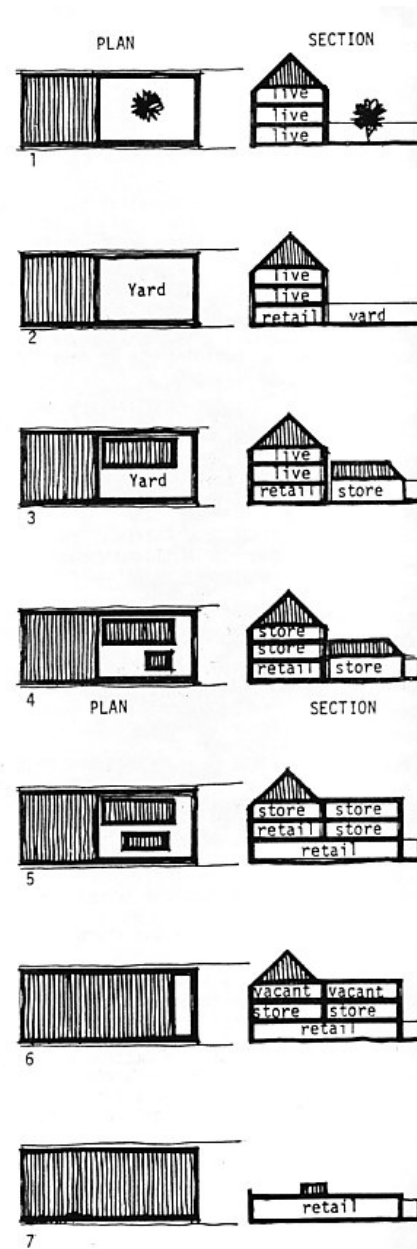 PLAN SECTION
live
live
live
1
Yard
live
live
retail yard
2
Yard
live
live
retail store
3
store
store
retail store
4
PLAN SECTION
store store
retail store
retail
5
vacant vacant
store store
retail
6
retail
7